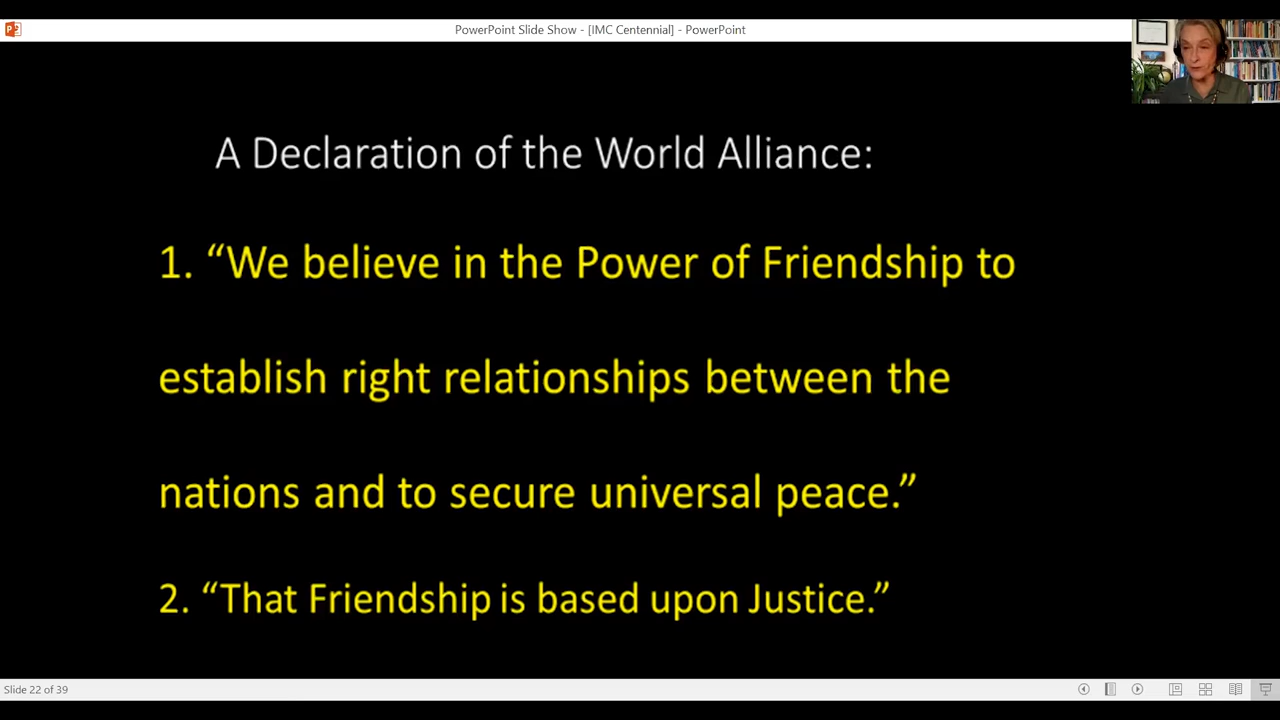 PowerPoint Slide Show - [IMC Centennial] - PowerPoint
A Declaration of the World Alliance:
1. “We believe in the Power of Friendship to
establish right relationships between the
nations and to secure universal peace.”
2. “That Friendship is based upon Justice.”
Slide 22 of 39